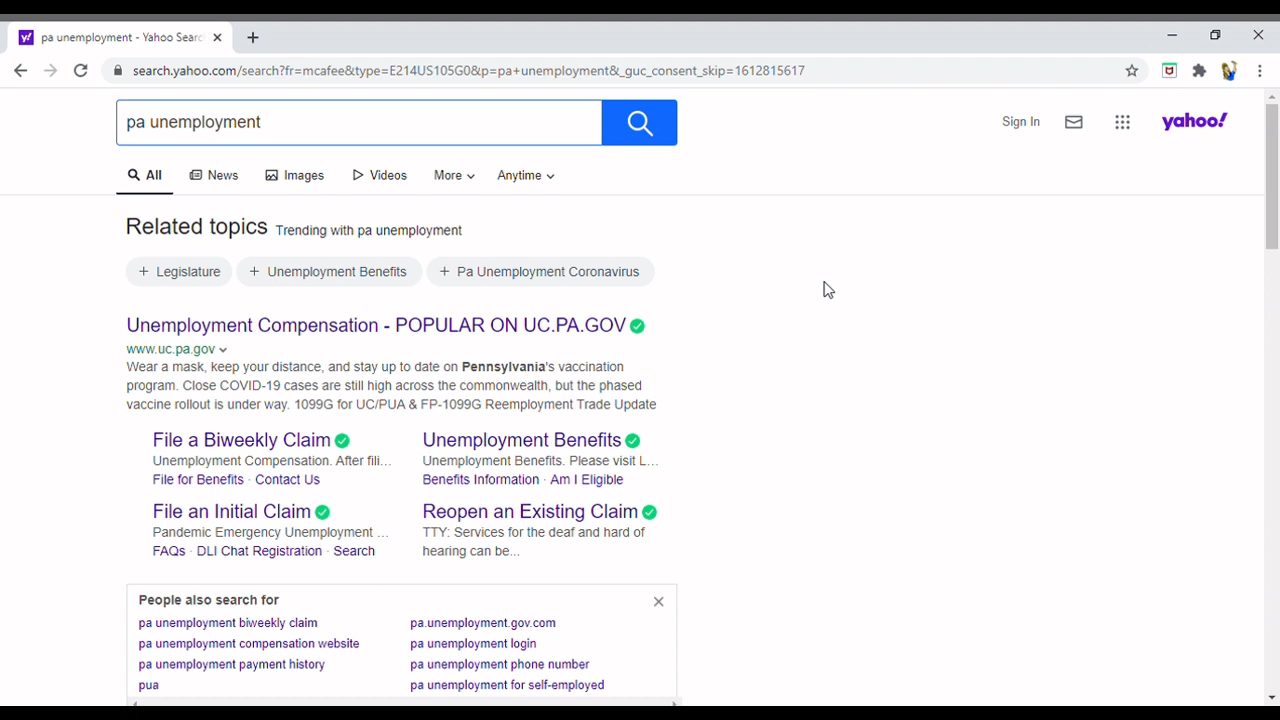 pa unemployment - Yahoo Searc
search.yahoo.com/search?fr=mcafee&type=E214US105G0&p=pa+unemployment&_guc_consent_skip=1612815617
pa unemployment
Sign In
yahoo!
All News Images Videos More Anytime
Related topics Trending with pa unemployment
+ Legislature + Unemployment Benefits + Pa Unemployment Coronavirus
Unemployment Compensation - POPULAR ON UC.PA.GOV
www.uc.pa.gov
Wear a mask, keep your distance, and stay up to date on Pennsylvania's vaccination
program. Close COVID-19 cases are still high across the commonwealth, but the phased
vaccine rollout is under way. 1099G for UC/PUA & FP-1099G Reemployment Trade Update
File a Biweekly Claim
Unemployment Compensation. After fili...
File for Benefits · Contact Us
Unemployment Benefits
Unemployment Benefits. Please visit L...
Benefits Information · Am I Eligible
File an Initial Claim
Pandemic Emergency Unemployment ...
FAQs · DLI Chat Registration · Search
Reopen an Existing Claim
TTY: Services for the deaf and hard of
hearing can be...
People also search for
pa unemployment biweekly claim
pa unemployment compensation website
pa unemployment payment history
pua
pa.unemployment.gov.com
pa unemployment login
pa unemployment phone number
pa unemployment for self-employed